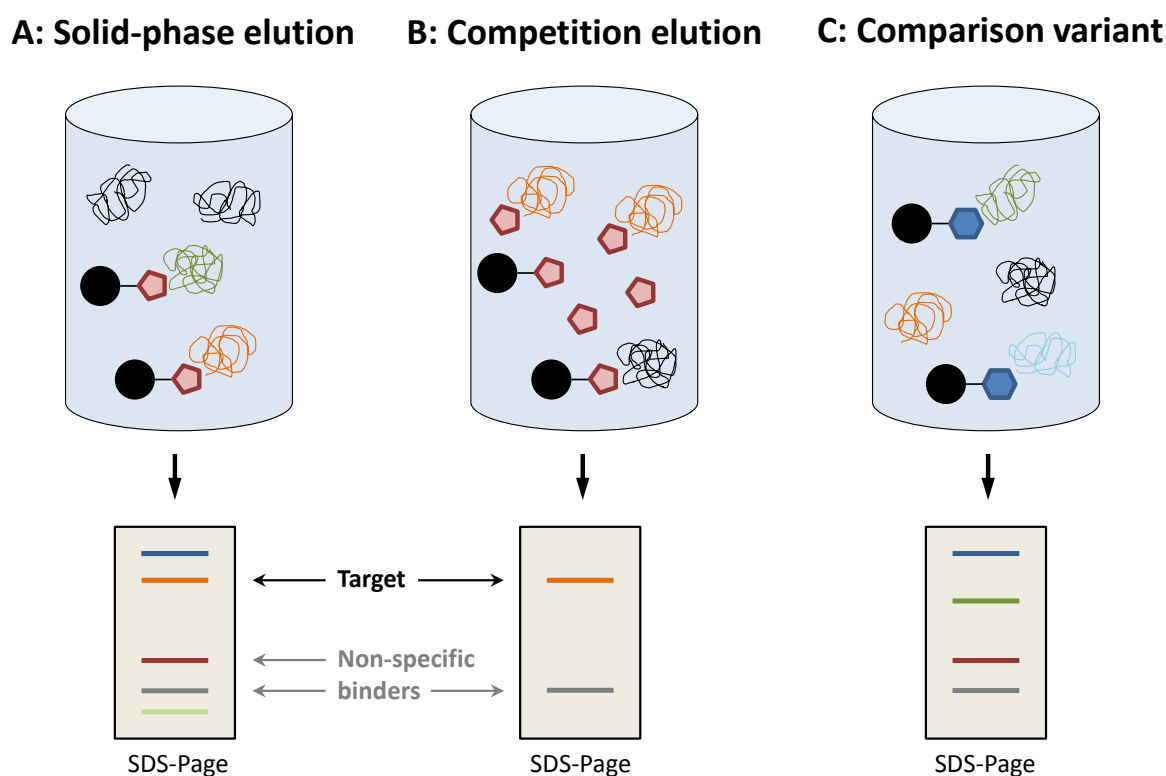 A: Solid-phase elution
B: Competition elution
C: Comparison variant
Target
Non-specific
binders
SDS-Page
SDS-Page
SDS-Page